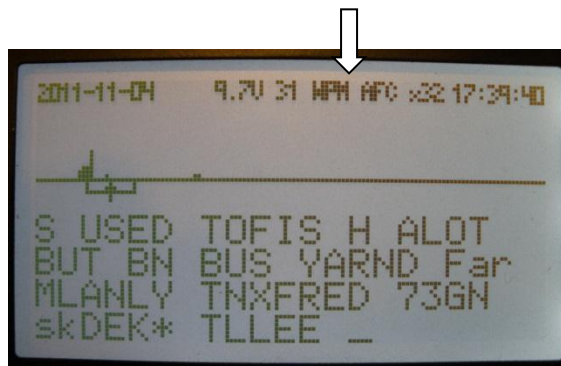 2011-11-04 9.7V 31 WPM AFC x32 17:39:40
S USED TOFIS H ALOT
BUT BN BUS YARND Far
MLANLY TNXFRED 73GN
skDEK* TLLEE _